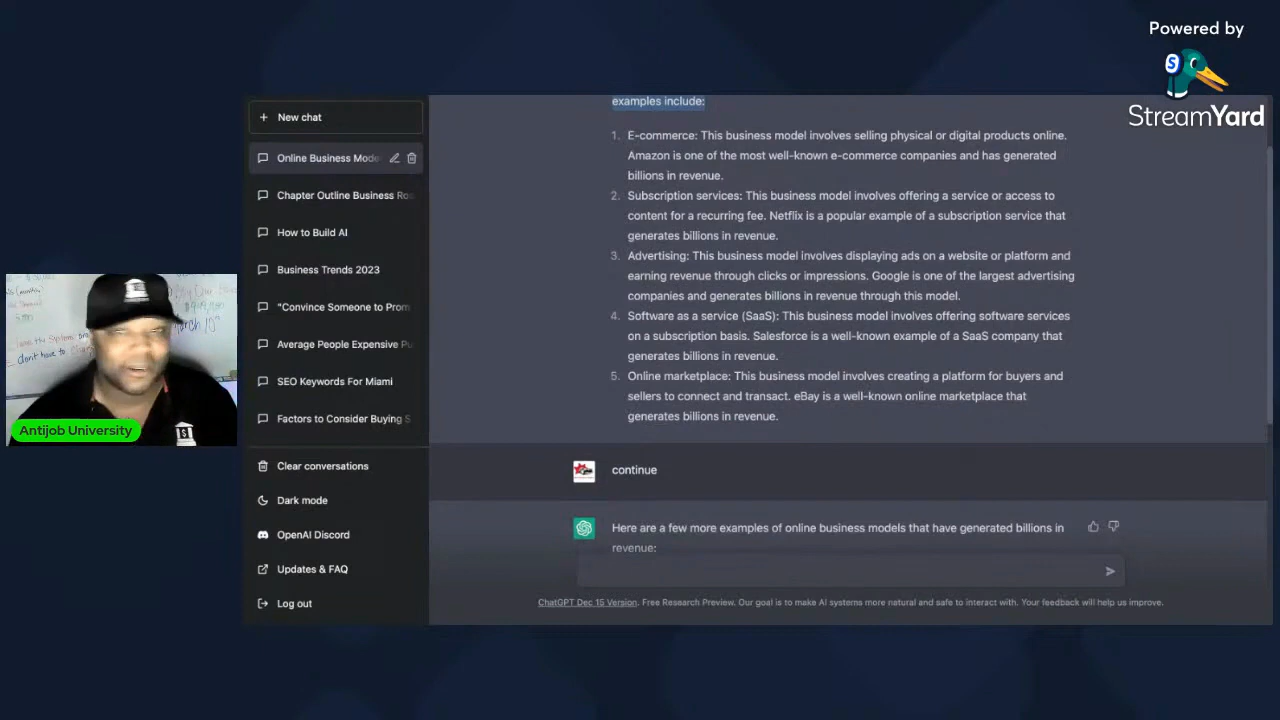 Powered by
StreamYard
examples include:
New chat
1. E-commerce: This business model involves selling physical or digital products online.
Online Business Mode
Amazon is one of the most well-known e-commerce companies and has generated
billions in revenue.
Chapter Outline Business Ro
2. Subscription services: This business model involves offering a service or access to
content for a recurring fee. Netflix is a popular example of a subscription service that
How to Build AI
generates billions in revenue.
3. Advertising: This business model involves displaying ads on a website or platform and
Business Trends 2023
earning revenue through clicks or impressions. Google is one of the largest advertising
companies and generates billions in revenue through this model.
"Convince Someone to Prom
4. Software as a service (SaaS): This business model involves offering software services
on a subscription basis. Salesforce is a well-known example of a SaaS company that
Average People Expensive Pu
generates billions in revenue.
5. Online marketplace: This business model involves creating a platform for buyers and
SEO Keywords For Miami
sellers to connect and transact. eBay is a well-known online marketplace that
generates billions in revenue.
Factors to Consider Buying S
Antijob University
Clear conversations
continue
Dark mode
OpenAI Discord
Here are a few more examples of online business models that have generated billions in
revenue:
Updates & FAQ
Log out
ChatGPT Dec 15 Version. Free Research Preview. Our goal is to make AI systems more natural and safe to interact with. Your feedback will help us improve.
March 15th
dont have to